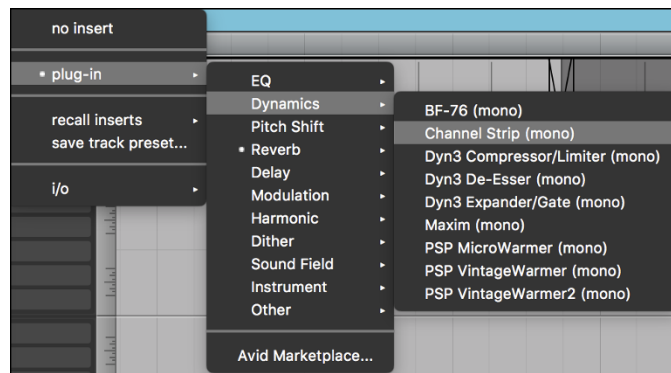 no insert
• plug-in
recall inserts
save track preset...
i/o
EQ
Dynamics
Pitch Shift
• Reverb
Delay
Modulation
Harmonic
Dither
Sound Field
Instrument
Other
Avid Marketplace...
BF-76 (mono)
Channel Strip (mono)
Dyn3 Compressor/Limiter (mono)
Dyn3 De-Esser (mono)
Dyn3 Expander/Gate (mono)
Maxim (mono)
PSP MicroWarmer (mono)
PSP VintageWarmer (mono)
PSP VintageWarmer2 (mono)